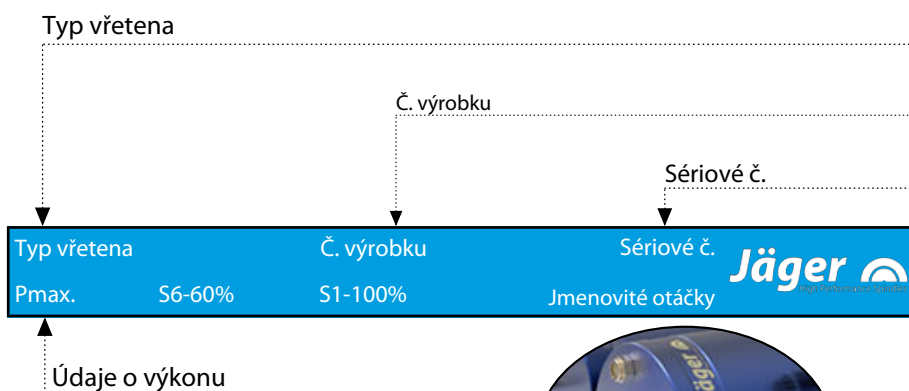 Typ vřetena
Č. výrobku
Sériové č.
Typ vřetena Č. výrobku Sériové č.
Jäger
Pmax. S6-60% S1-100% Jmenovité otáčky
Údaje o výkonu